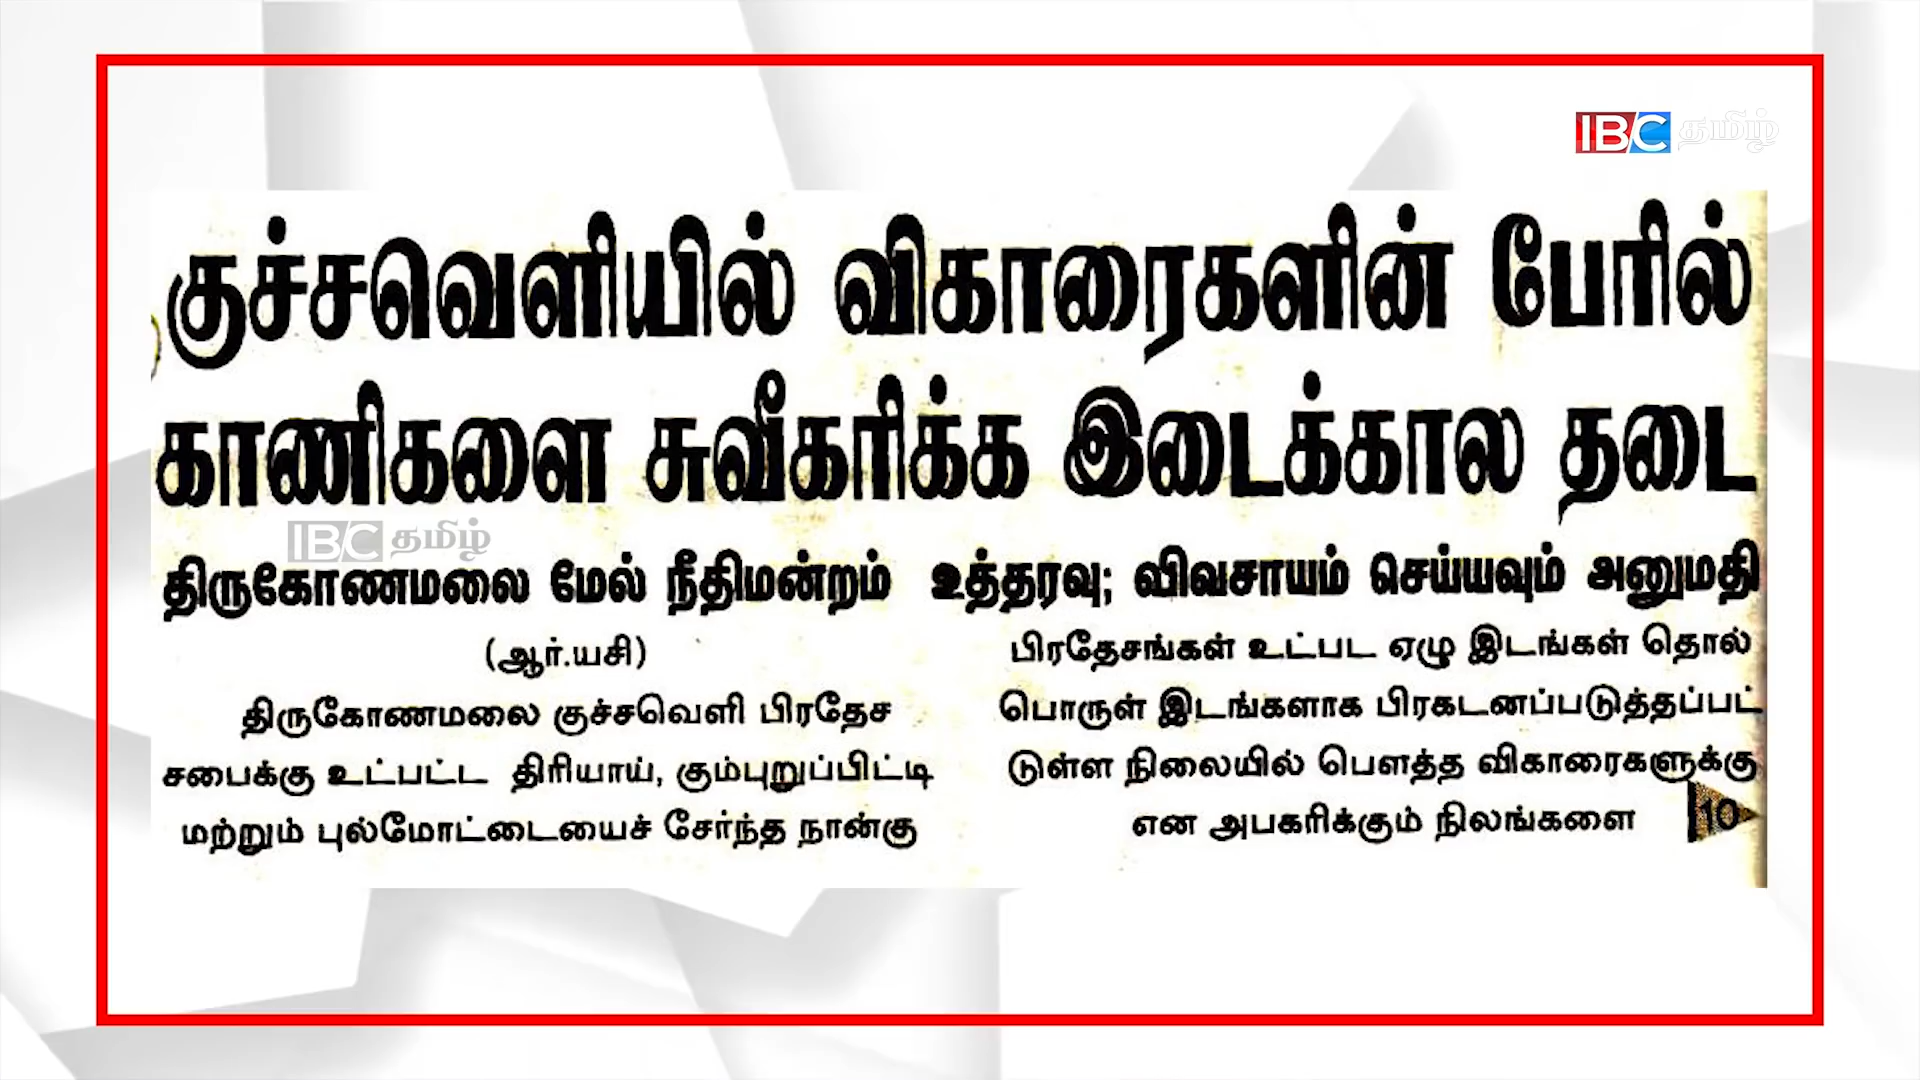 IBC தமிழ்
குச்சவெளியில் விகாரைகளின் பேரில்
காணிகளை சுவீகரிக்க இடைக்கால தடை
IBC தமிழ்
திருகோணமலை மேல் நீதிமன்றம் உத்தரவு; விவசாயம் செய்யவும் அனுமதி
(ஆர்.யசி)
திருகோணமலை குச்சவெளி பிரதேச
சபைக்கு உட்பட்ட திரியாய், கும்புறுப்பிட்டி
மற்றும் புல்மோட்டையைச் சேர்ந்த நான்கு
பிரதேசங்கள் உட்பட ஏழு இடங்கள் தொல்
பொருள் இடங்களாக பிரகடனப்படுத்தப்பட்
டுள்ள நிலையில் பௌத்த விகாரைகளுக்கு
என அபகரிக்கும் நிலங்களை
10